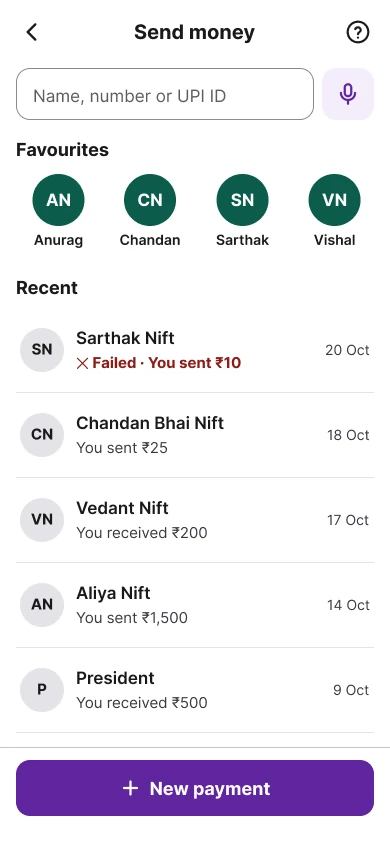 Send money
Name, number or UPI ID
Favourites
AN CN SN VN
Anurag Chandan Sarthak Vishal
Recent
SN
Sarthak Nift
Failed · You sent ₹10
20 Oct
CN
Chandan Bhai Nift
You sent ₹25
18 Oct
VN
Vedant Nift
You received ₹200
17 Oct
AN
Aliya Nift
You sent ₹1,500
14 Oct
P
President
You received ₹500
9 Oct
+ New payment